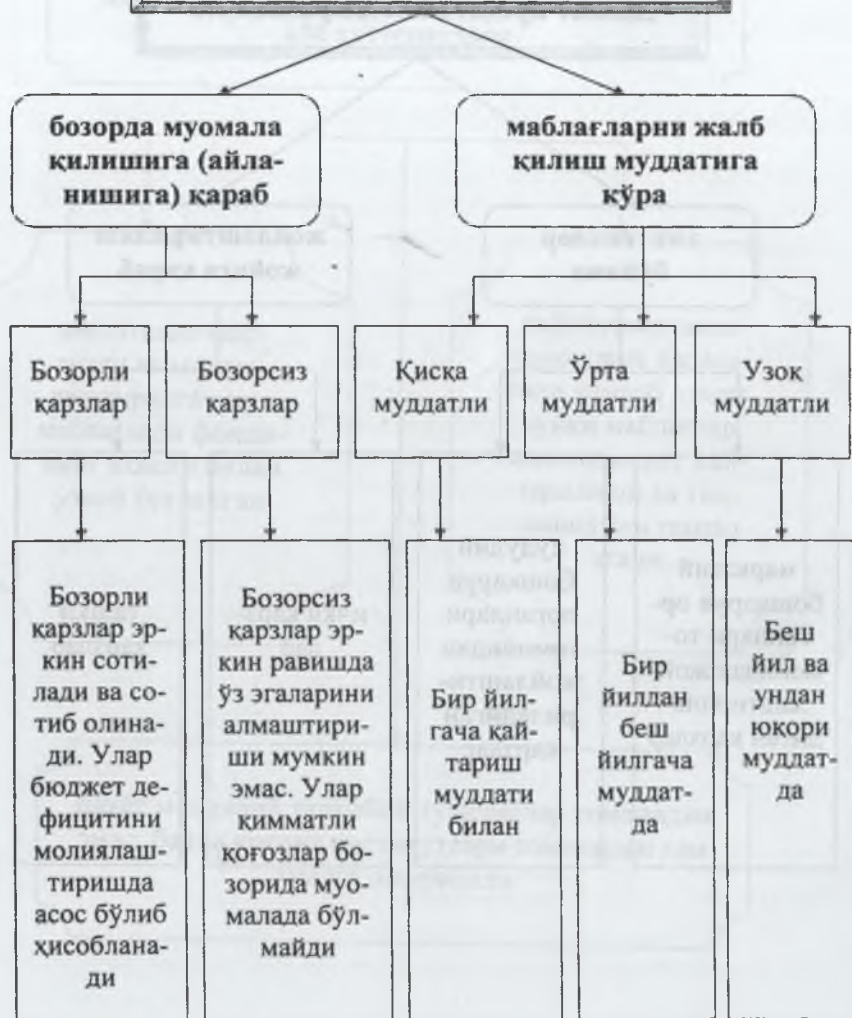 бозорда муомала
қилишига (айла-
нишига) қараб
маблағларни жалб
қилиш муддатига
кўра
Бозорли
қарзлар
Бозорсиз
қарзлар
Қисқа
муддатли
Ўрта
муддатли
Узоқ
муддатли
Бозорли
қарзлар эр-
кин соти-
лади ва со-
тиб олина-
ди. Улар
бюджет де-
фицитини
молиялаш-
тиришда
асос бўлиб
ҳисоблана-
ди
Бозорсиз
қарзлар эр-
кин равишда
ўз эгаларини
алмаштири-
ши мумкин
эмас. Улар
қимматли
қоғозлар бо-
зорида муо-
малада бўл-
майди
Бир йил-
гача қай-
тариш
муддати
билан
Бир
йилдан
беш
йилгача
муддат-
да
Беш
йил ва
ундан
юқори
муддат-
да